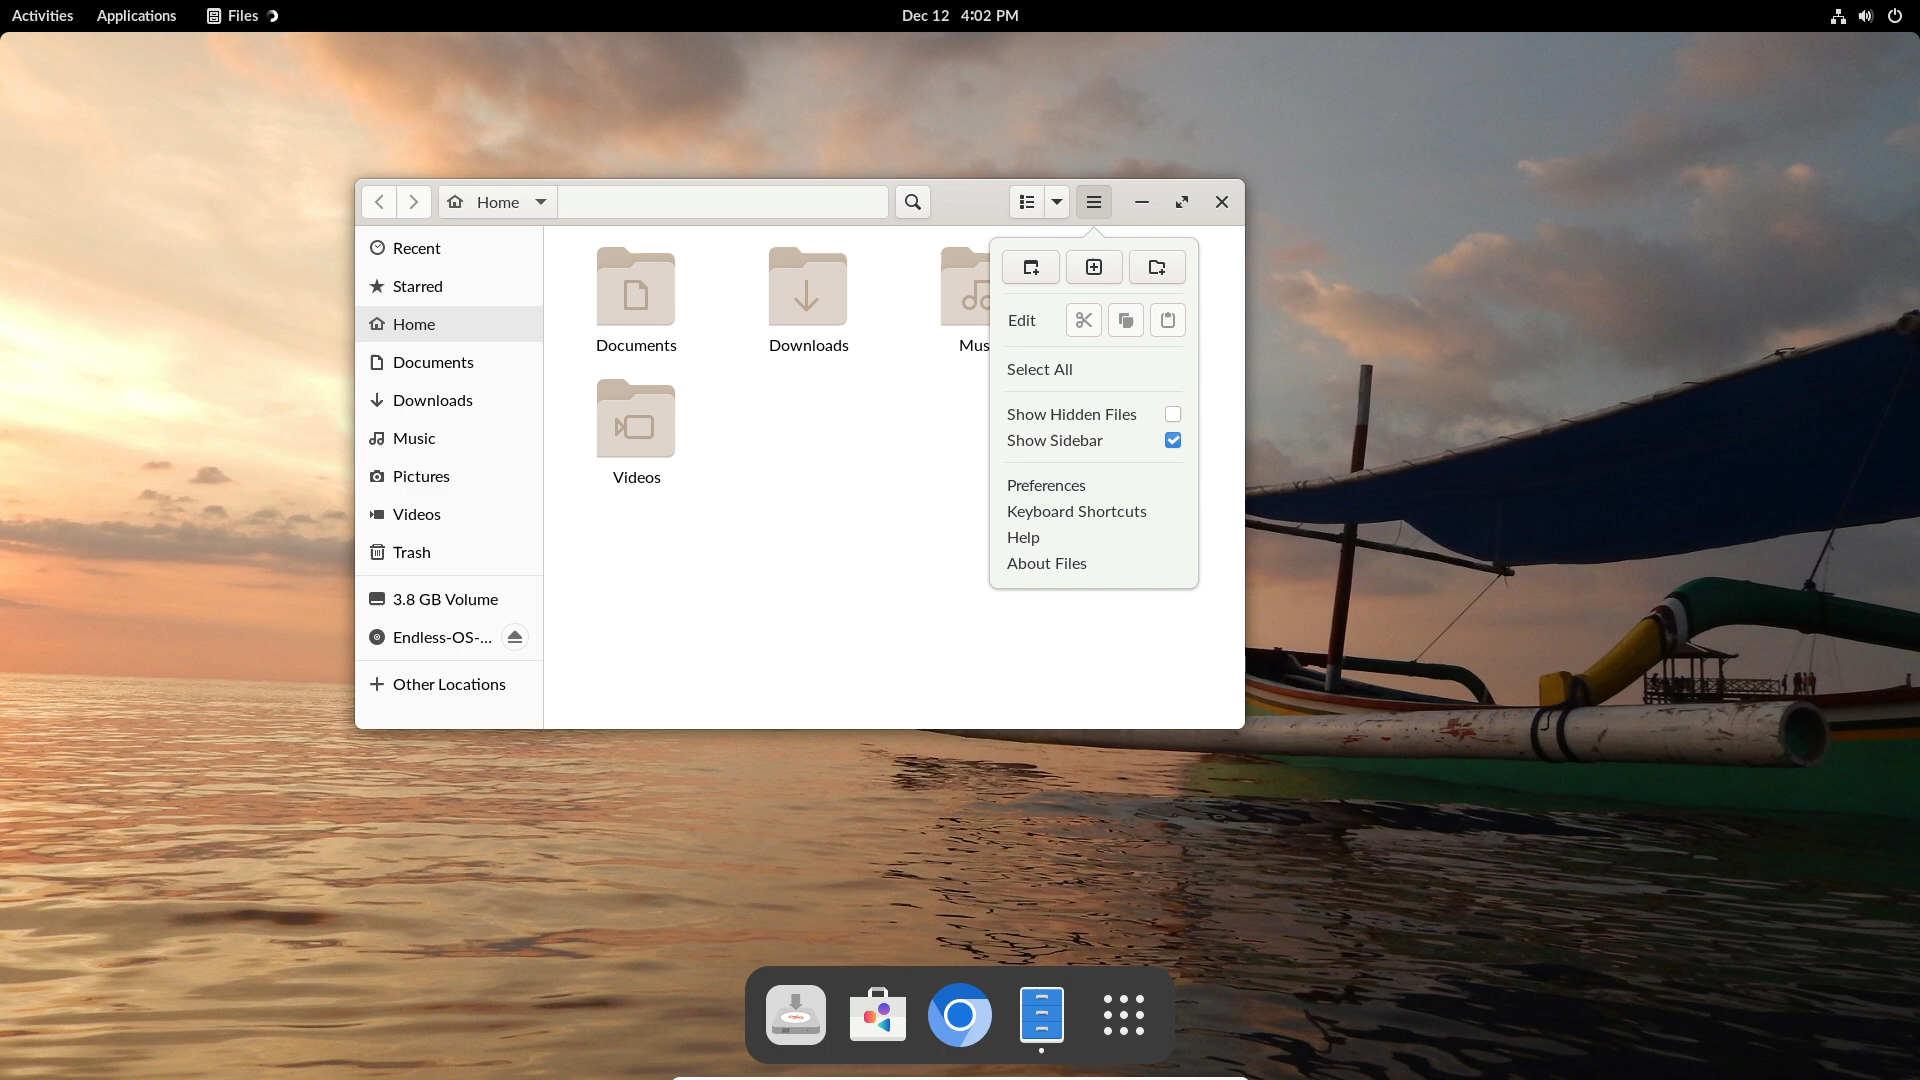 Activities
Applications
Files
Dec 12 4:02 PM
Home
Recent
Starred
Home
Documents
Downloads
Music
Pictures
Videos
Trash
3.8 GB Volume
Endless-OS-...
Other Locations
Documents
Downloads
Mus
Videos
Edit
Select All
Show Hidden Files
Show Sidebar
Preferences
Keyboard Shortcuts
Help
About Files